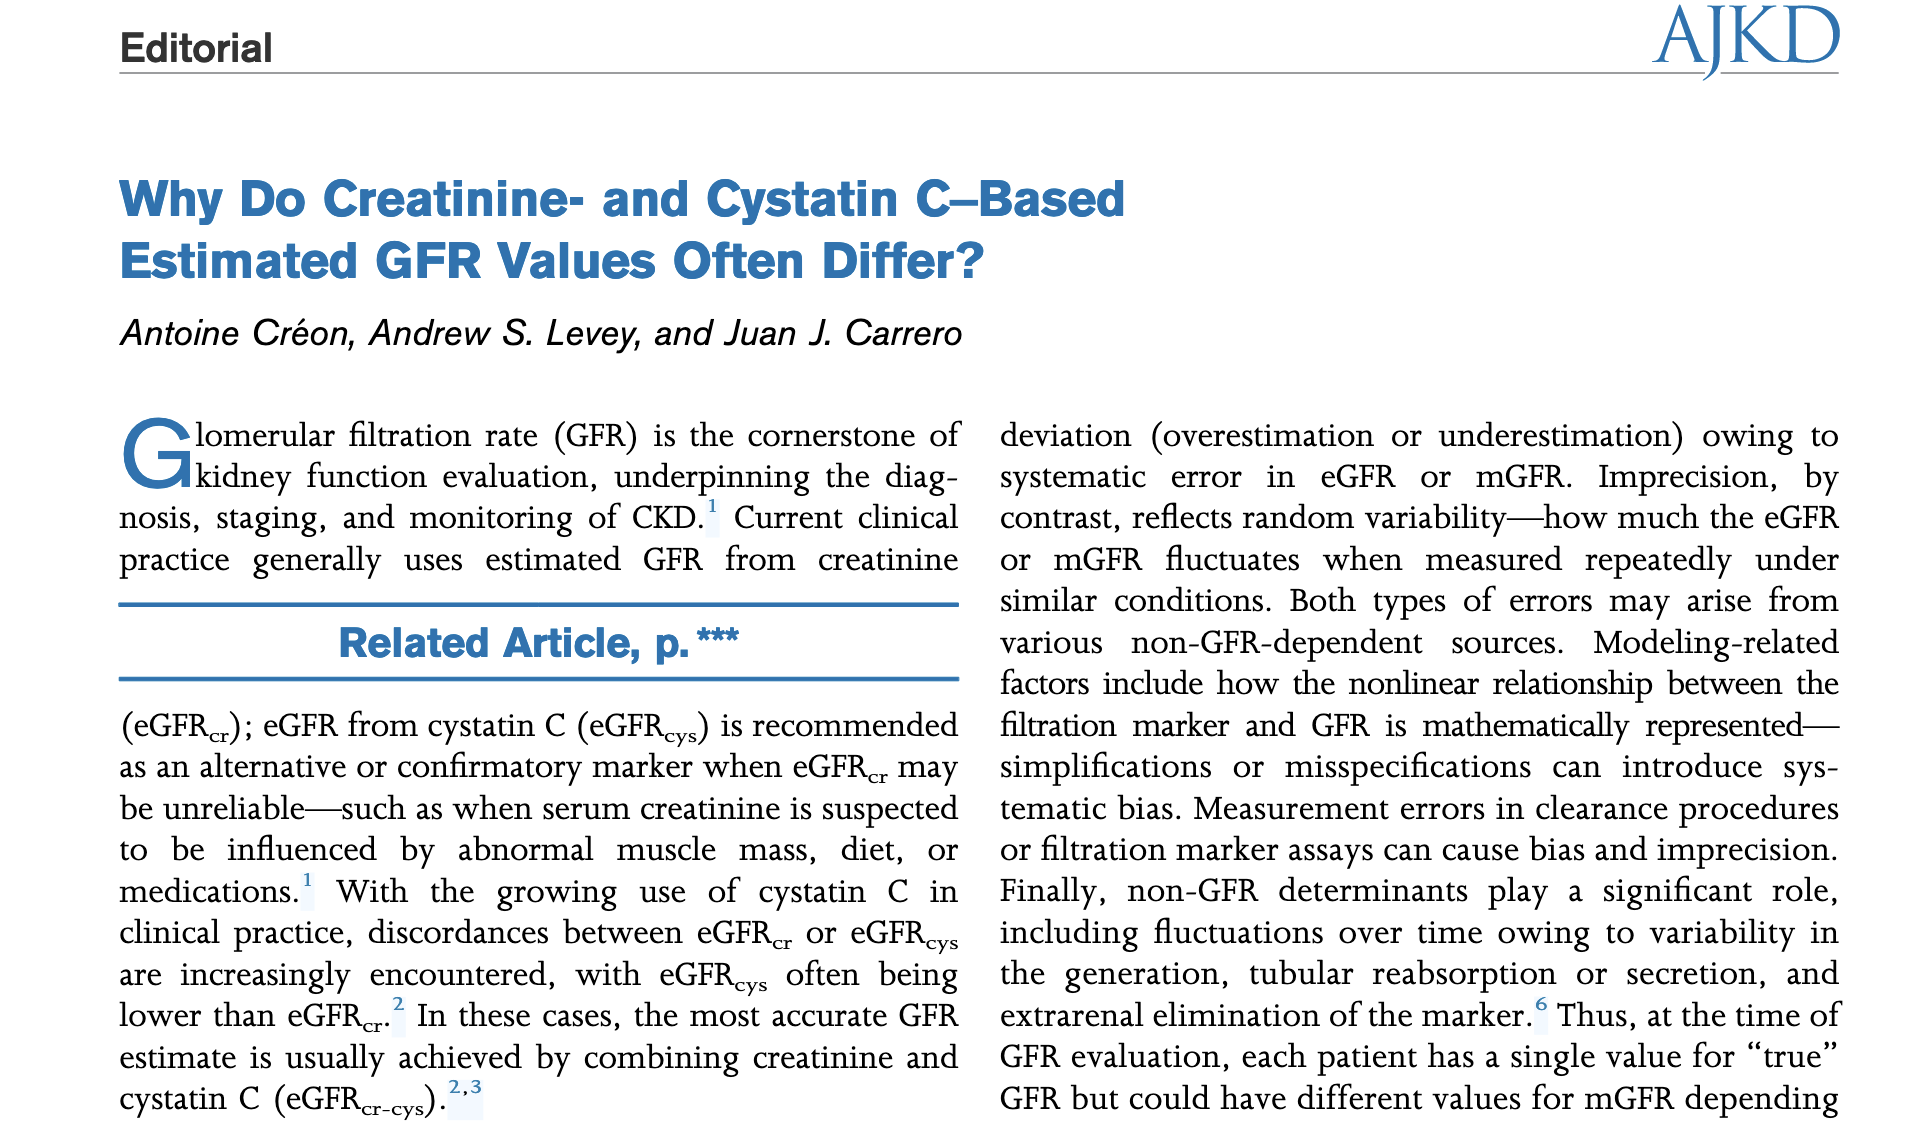 Editorial
AJKD
Why Do Creatinine- and Cystatin C–Based
Estimated GFR Values Often Differ?
Antoine Créon, Andrew S. Levey, and Juan J. Carrero
Glomerular filtration rate (GFR) is the cornerstone of
kidney function evaluation, underpinning the diag-
nosis, staging, and monitoring of CKD.1 Current clinical
practice generally uses estimated GFR from creatinine
Related Article, p. ***
(eGFRcr); eGFR from cystatin C (eGFRcys) is recommended
as an alternative or confirmatory marker when eGFRcr may
be unreliable—such as when serum creatinine is suspected
to be influenced by abnormal muscle mass, diet, or
medications.1 With the growing use of cystatin C in
clinical practice, discordances between eGFRcr or eGFRcys
are increasingly encountered, with eGFRcys often being
lower than eGFRcr.2 In these cases, the most accurate GFR
estimate is usually achieved by combining creatinine and
cystatin C (eGFRcr-cys).2,3
deviation (overestimation or underestimation) owing to
systematic error in eGFR or mGFR. Imprecision, by
contrast, reflects random variability—how much the eGFR
or mGFR fluctuates when measured repeatedly under
similar conditions. Both types of errors may arise from
various non-GFR-dependent sources. Modeling-related
factors include how the nonlinear relationship between the
filtration marker and GFR is mathematically represented—
simplifications or misspecifications can introduce sys-
tematic bias. Measurement errors in clearance procedures
or filtration marker assays can cause bias and imprecision.
Finally, non-GFR determinants play a significant role,
including fluctuations over time owing to variability in
the generation, tubular reabsorption or secretion, and
extrarenal elimination of the marker.6 Thus, at the time of
GFR evaluation, each patient has a single value for “true”
GFR but could have different values for mGFR depending